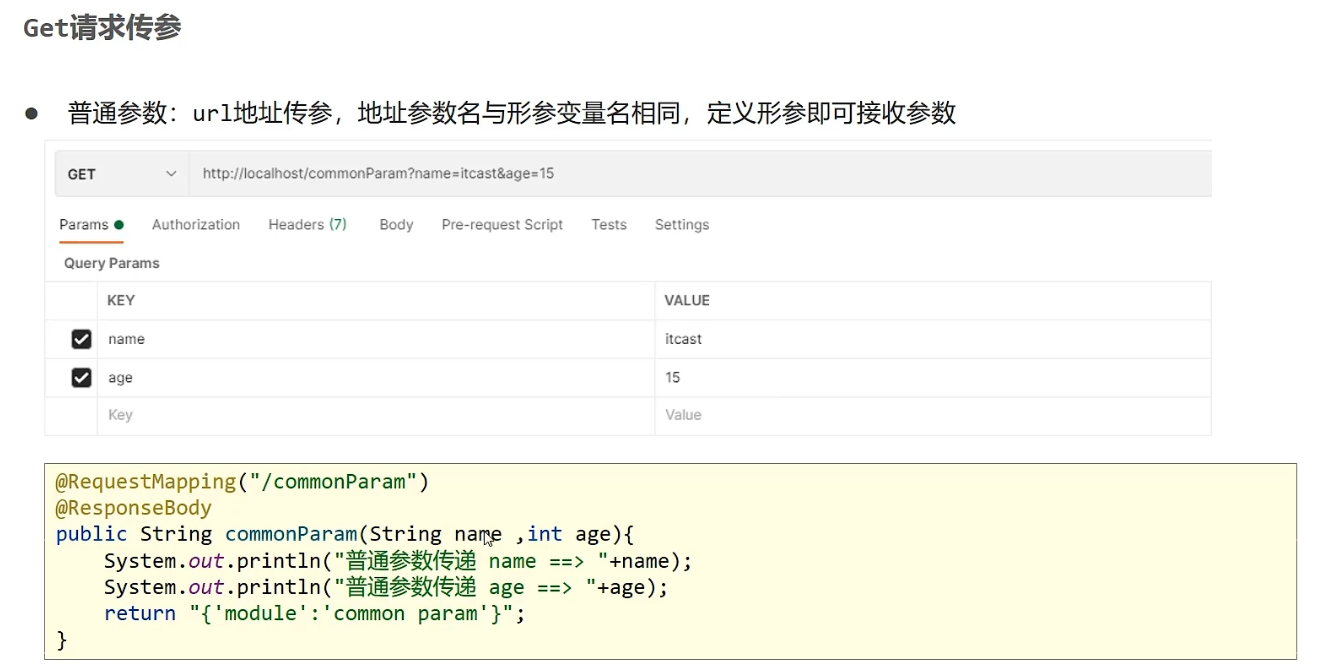 Get请求传参
● 普通参数：url地址传参，地址参数名与形参变量名相同，定义形参即可接收参数
GET http://localhost/commonParam?name=itcast&age=15
Params Authorization Headers (7) Body Pre-request Script Tests Settings
Query Params
KEY VALUE
name itcast
age 15
Key Value
@RequestMapping("/commonParam")
@ResponseBody
public String commonParam(String name ,int age){
    System.out.println("普通参数传递 name ==> "+name);
    System.out.println("普通参数传递 age ==> "+age);
    return "{'module':'common param'}";
}